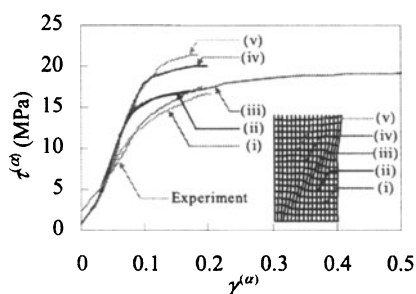 25
20
15
10
5
0
τ(α) (MPa)
(v)
(iv)
(iii)
(ii)
(i)
Experiment
(v)
(iv)
(iii)
(ii)
(i)
0 0.1 0.2 0.3 0.4 0.5
γ(α)